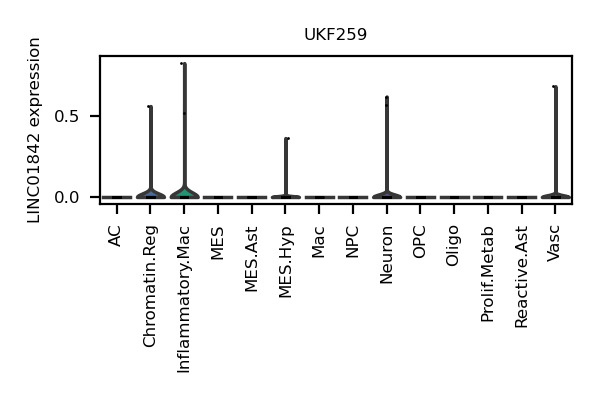 UKF259
LINC01842 expression
0.5
0.0
AC
Chromatin.Reg
Inflammatory.Mac
MES
MES.Ast
MES.Hyp
Mac
NPC
Neuron
OPC
Oligo
Prolif.Metab
Reactive.Ast
Vasc